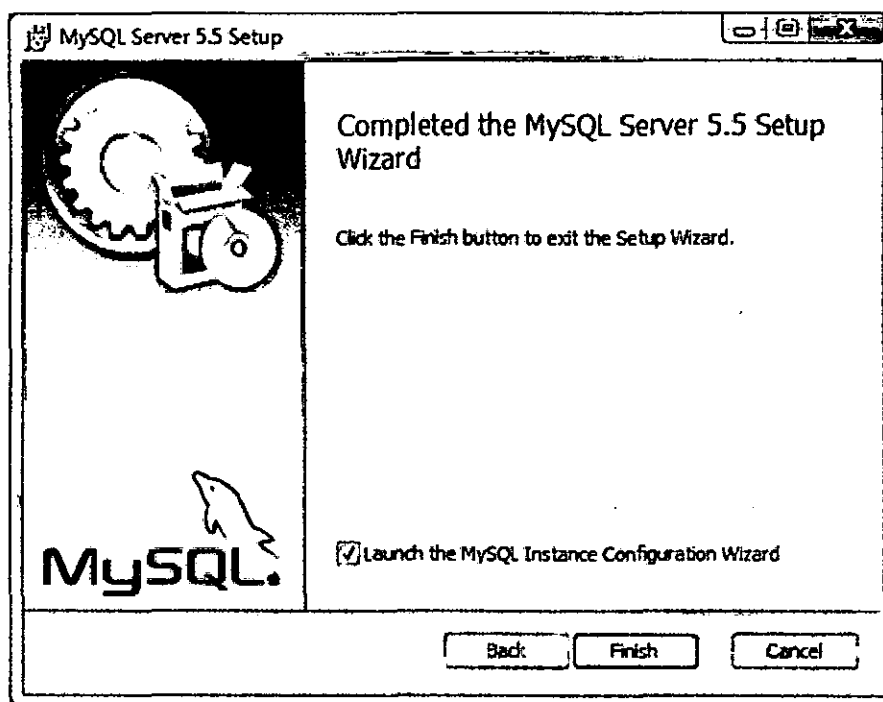 MySQL Server 5.5 Setup
Completed the MySQL Server 5.5 Setup
Wizard
Click the Finish button to exit the Setup Wizard.
MySQL.
Launch the MySQL Instance Configuration Wizard
Back
Finish
Cancel